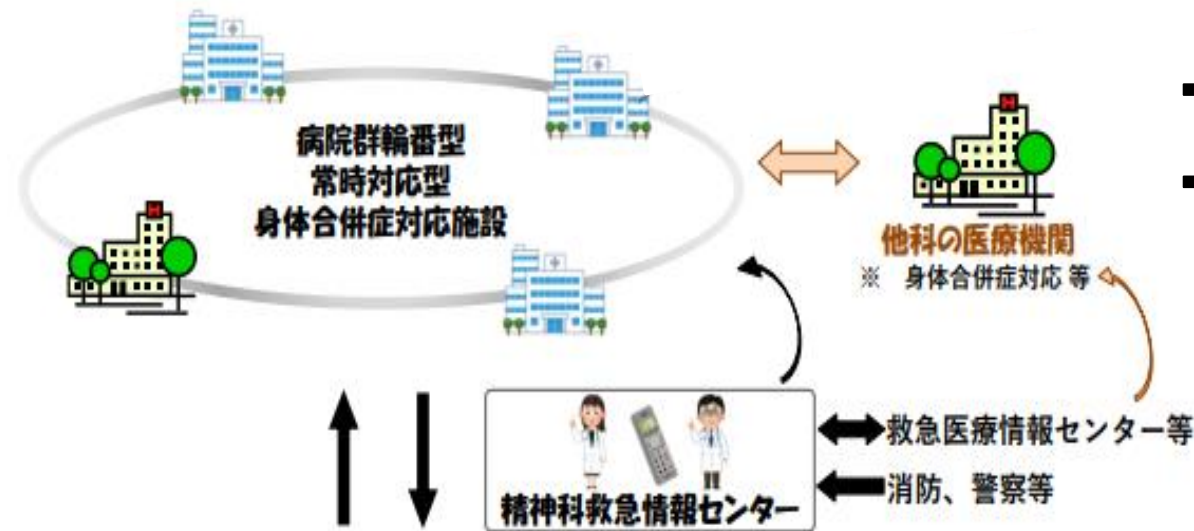 病院群輪番型
常時対応型
身体合併症対応施設
他科の医療機関
※ 身体合併症対応 等
救急医療情報センター等
消防、警察等
精神科救急情報センター